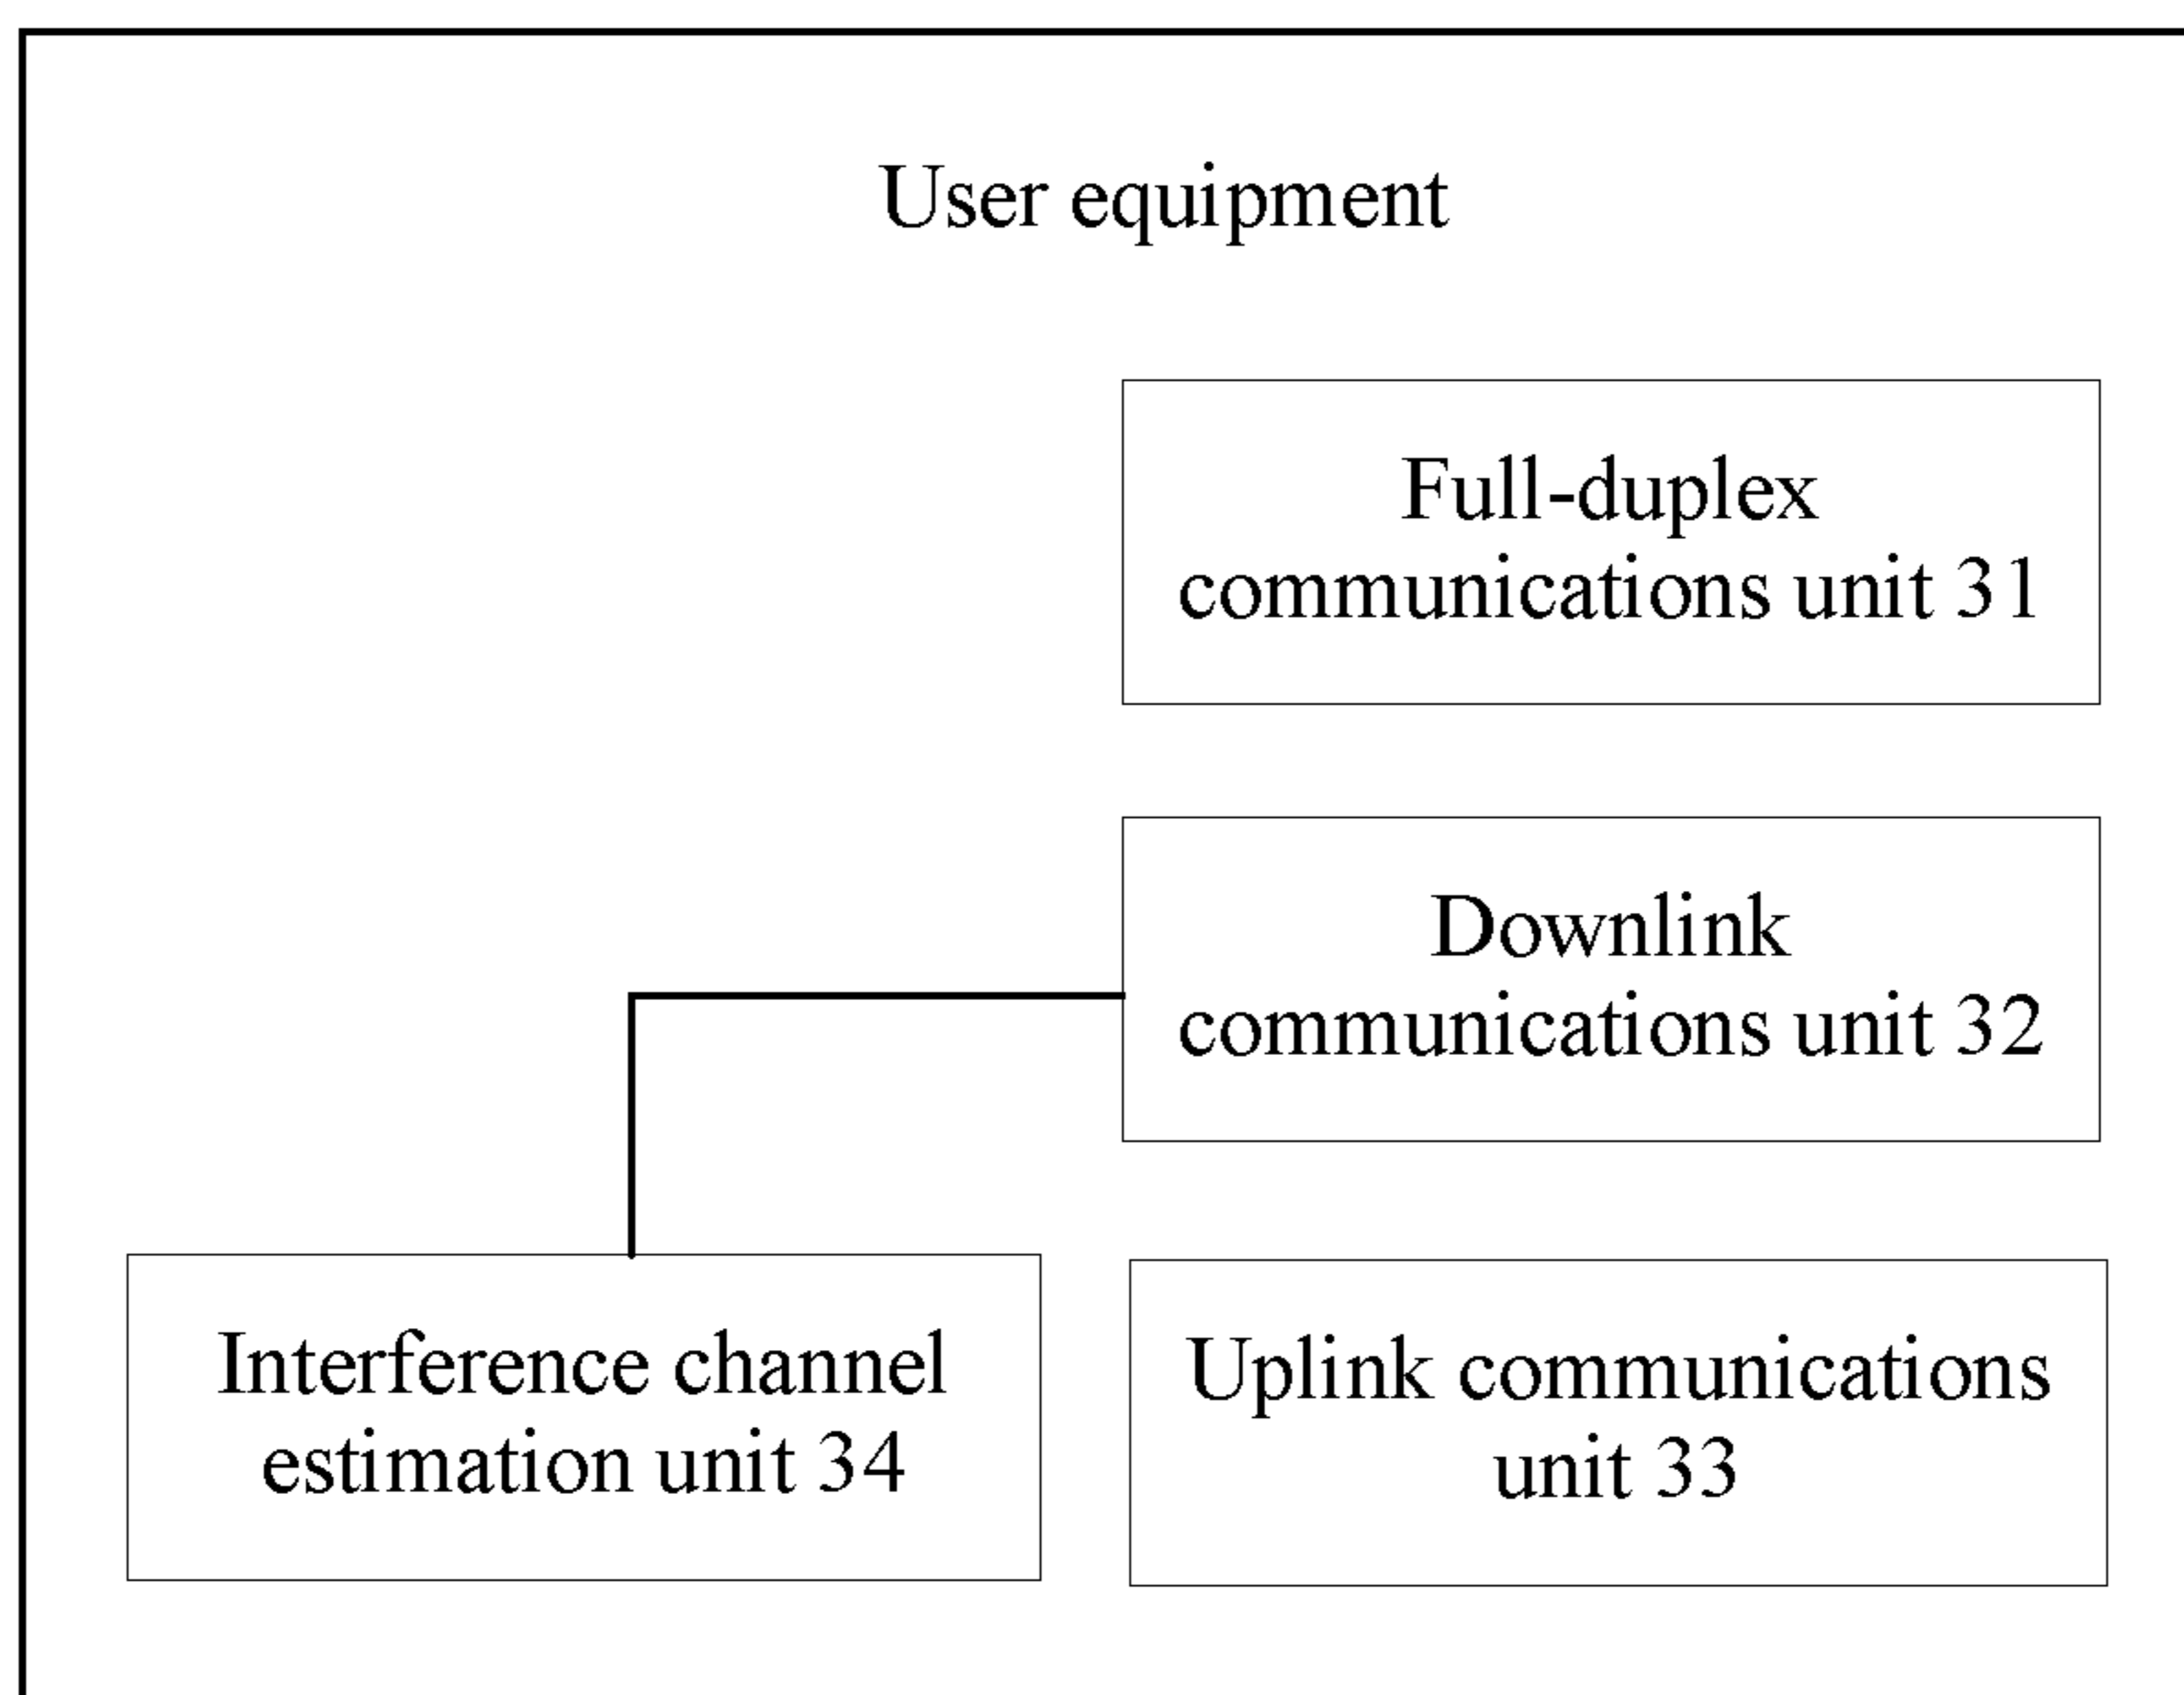 User equipment
Full-duplex
communications unit 31
Downlink
communications unit 32
Interference channel
estimation unit 34
Uplink communications
unit 33